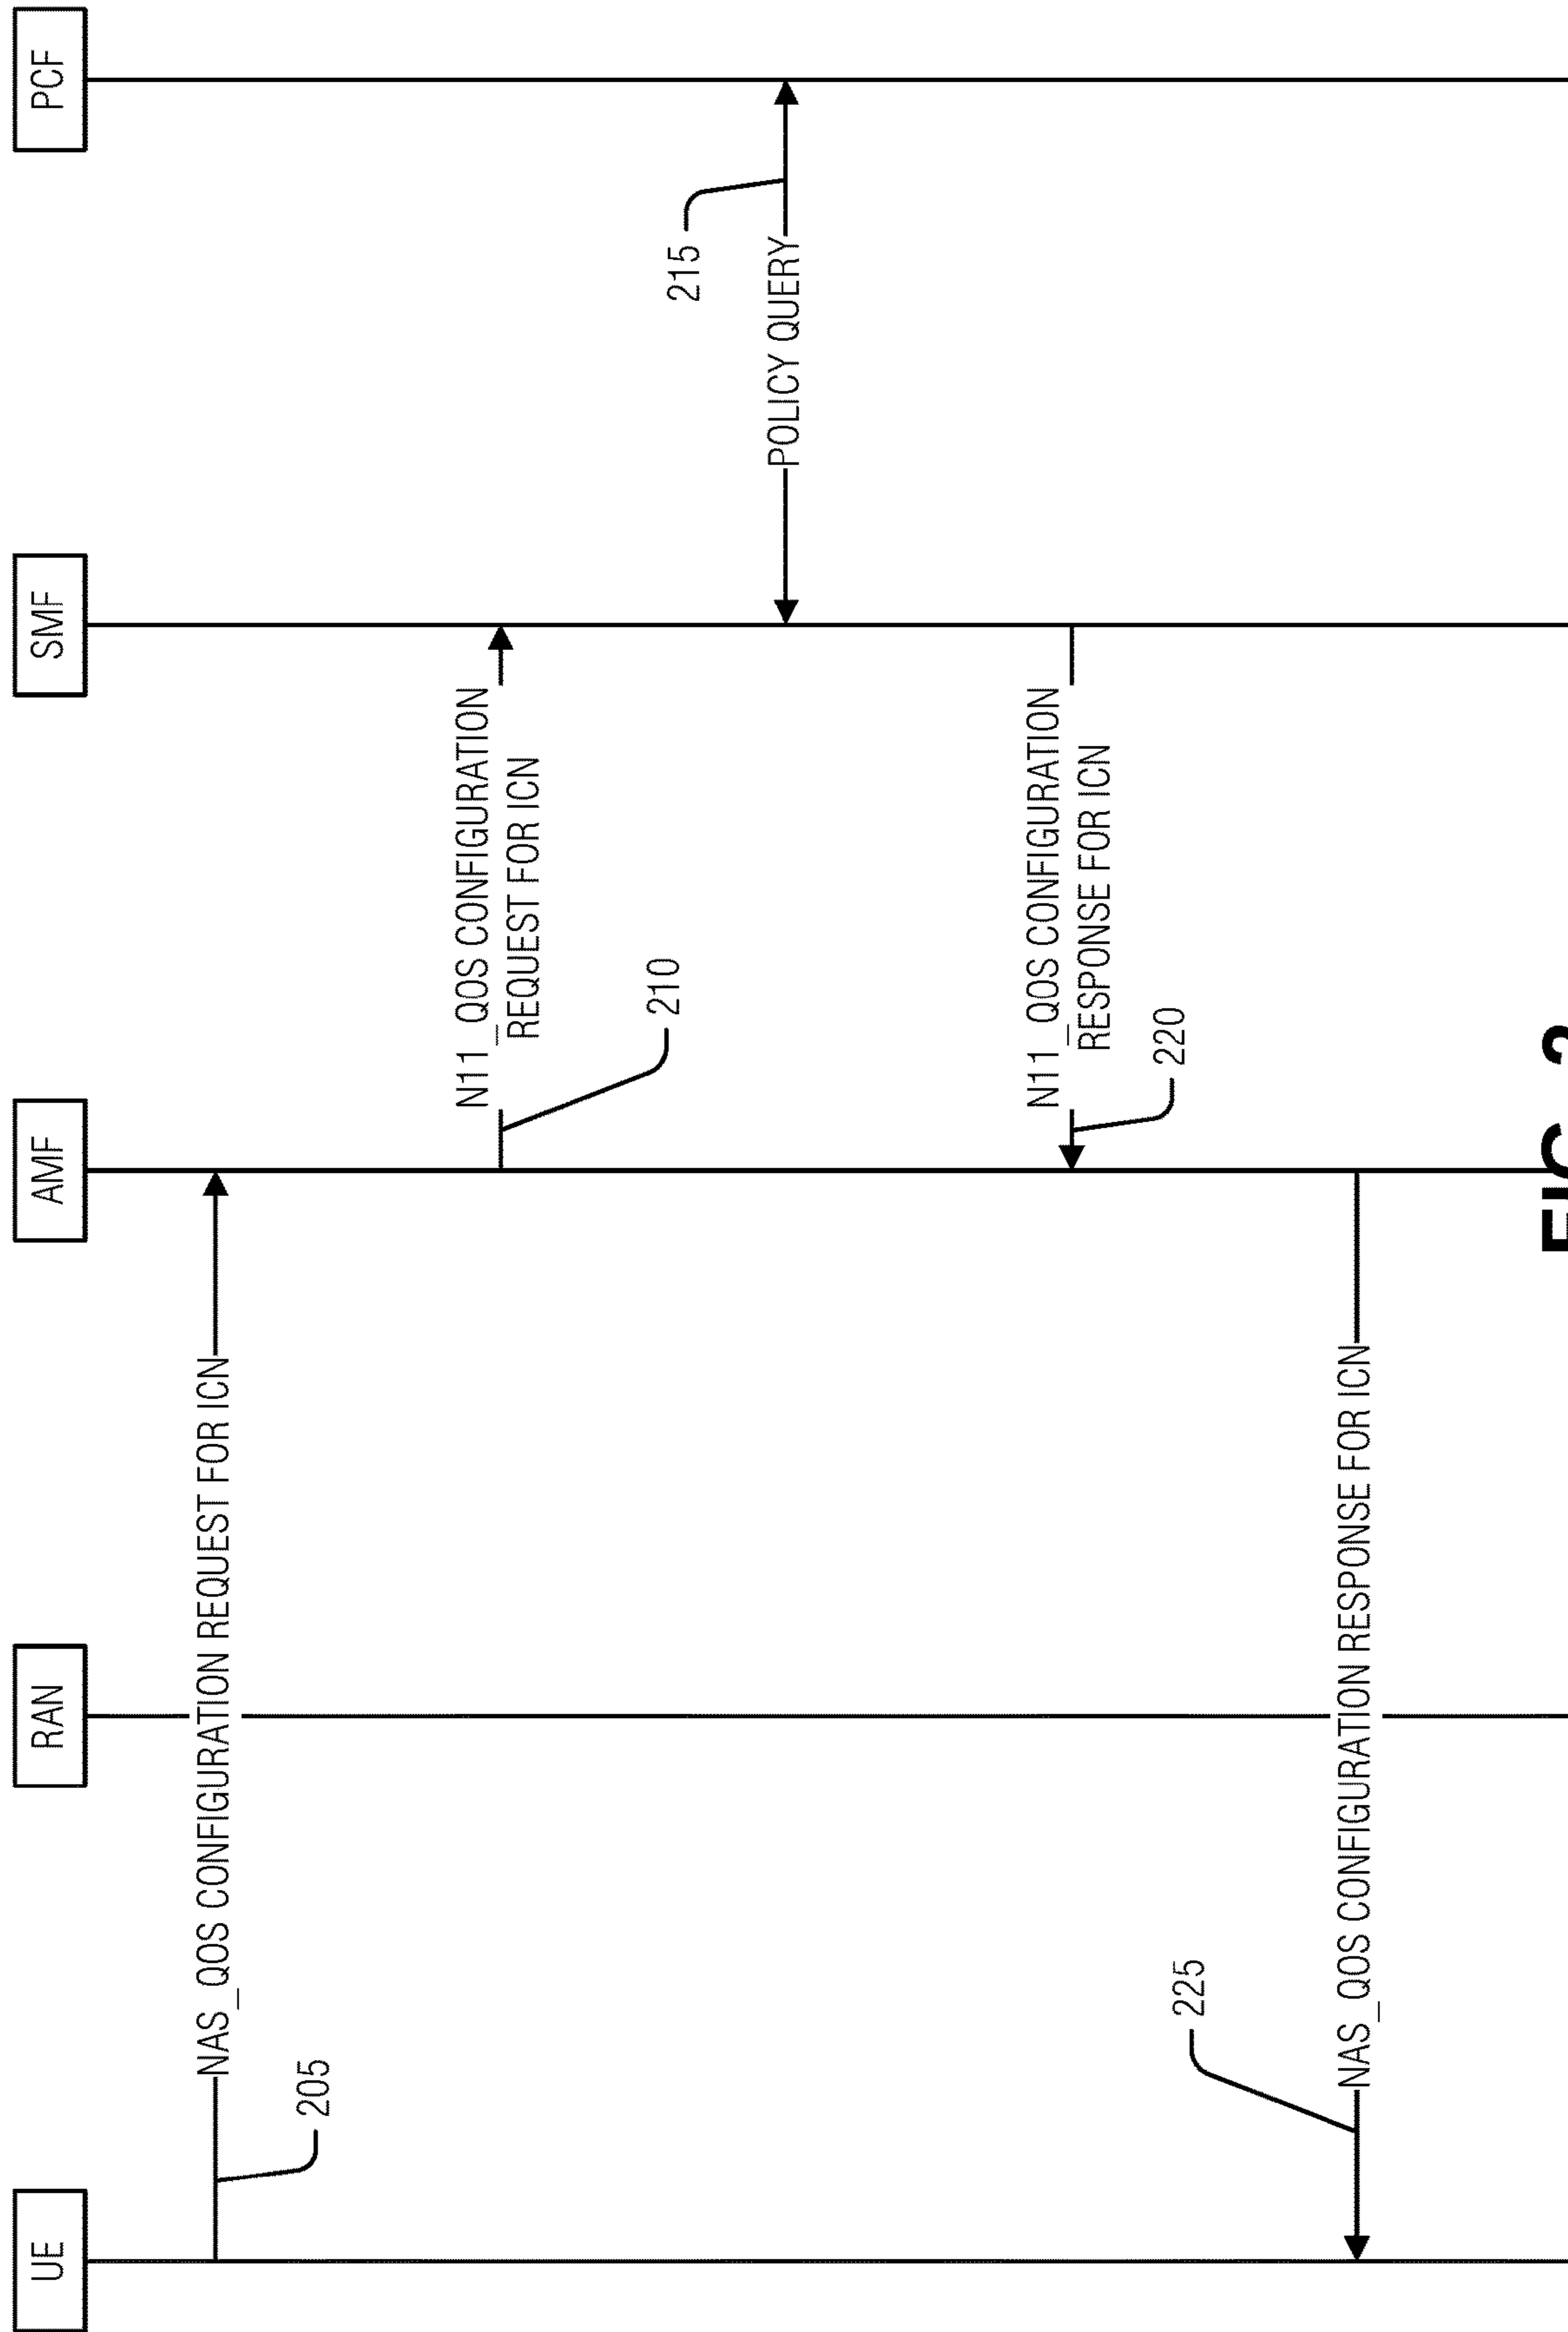 UE
RAN
AMF
SMF
PCF
NAS_QOS CONFIGURATION REQUEST FOR ICN
205
N11_QOS CONFIGURATION
REQUEST FOR ICN
210
215
POLICY QUERY
N11_QOS CONFIGURATION
RESPONSE FOR ICN
220
225
NAS_QOS CONFIGURATION RESPONSE FOR ICN